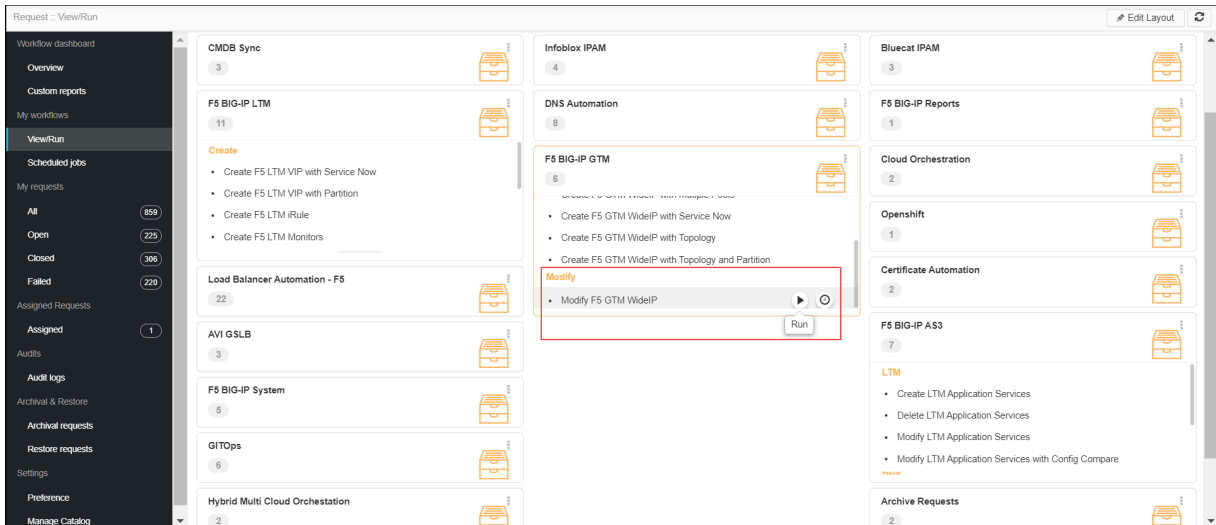 Request :: View/Run
Edit Layout
Workflow dashboard
Overview
Custom reports
My workflows
View/Run
Scheduled jobs
My requests
All 859
Open 225
Closed 306
Failed 220
Assigned Requests
Assigned 1
Audits
Audit logs
Archival & Restore
Archival requests
Restore requests
Settings
Preference
Manage Catalog
CMDB Sync
3
F5 BIG-IP LTM
11
Create
• Create F5 LTM VIP with Service Now
• Create F5 LTM VIP with Partition
• Create F5 LTM iRule
• Create F5 LTM Monitors
Load Balancer Automation - F5
22
AVI GSLB
3
F5 BIG-IP System
5
GITOps
6
Hybrid Multi Cloud Orchestation
2
Infoblox IPAM
4
DNS Automation
8
F5 BIG-IP GTM
6
Create F5 GTM WideIP with multiple Pools
• Create F5 GTM WideIP with Service Now
• Create F5 GTM WideIP with Topology
• Create F5 GTM WideIP with Topology and Partition
Modify
• Modify F5 GTM WideIP
Run
Bluecat IPAM
3
F5 BIG-IP Reports
1
Cloud Orchestration
2
Openshift
1
Certificate Automation
2
F5 BIG-IP AS3
7
LTM
• Create LTM Application Services
• Delete LTM Application Services
• Modify LTM Application Services
• Modify LTM Application Services with Config Compare
DNS
Archive Requests
2